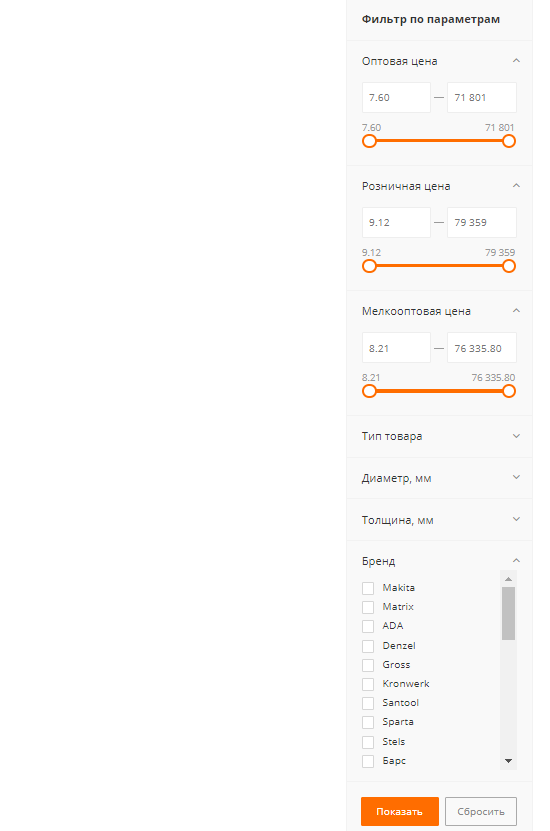 Фильтр по параметрам
Оптовая цена
7.60 — 71 801
7.60 71 801
Розничная цена
9.12 — 79 359
9.12 79 359
Мелкооптовая цена
8.21 — 76 335.80
8.21 76 335.80
Тип товара
Диаметр, мм
Толщина, мм
Бренд
Makita
Matrix
ADA
Denzel
Gross
Kronwerk
Santool
Sparta
Stels
Барс
Показать Сбросить